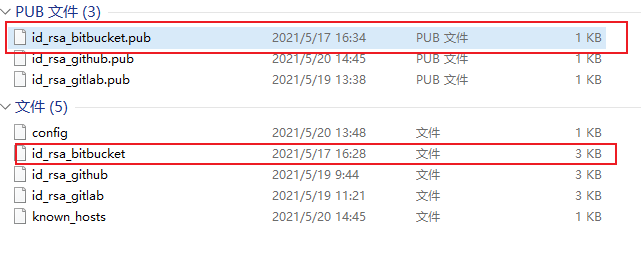 PUB 文件 (3)
id_rsa_bitbucket.pub 2021/5/17 16:34 PUB 文件 1 KB
id_rsa_github.pub 2021/5/20 14:45 PUB 文件 1 KB
id_rsa_gitlab.pub 2021/5/19 13:38 PUB 文件 1 KB
文件 (5)
config 2021/5/20 13:48 文件 1 KB
id_rsa_bitbucket 2021/5/17 16:28 文件 3 KB
id_rsa_github 2021/5/19 9:44 文件 3 KB
id_rsa_gitlab 2021/5/19 11:21 文件 3 KB
known_hosts 2021/5/20 14:45 文件 1 KB